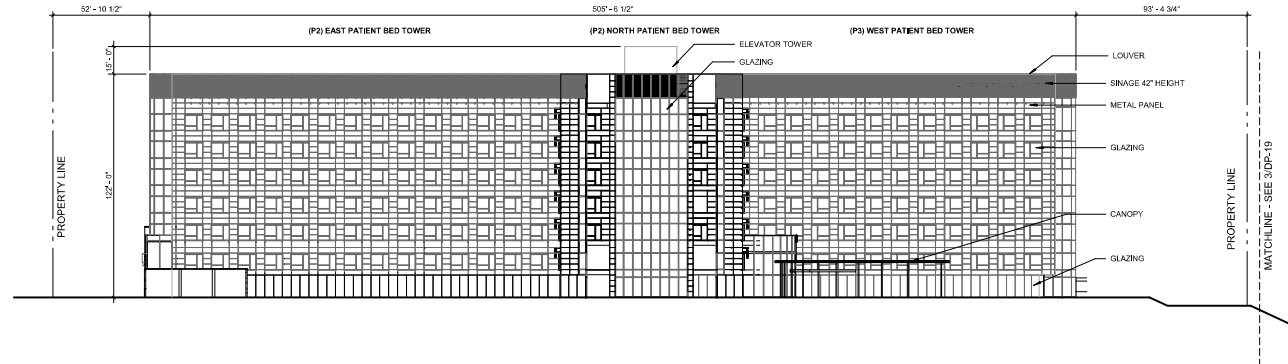 52' - 10 1/2"
505' - 6 1/2"
93' - 4 3/4"
(P2) EAST PATIENT BED TOWER
(P2) NORTH PATIENT BED TOWER
(P3) WEST PATIENT BED TOWER
15' - 0"
ELEVATOR TOWER
GLAZING
LOUVER
SINAGE 42" HEIGHT
METAL PANEL
GLAZING
122' - 0"
PROPERTY LINE
CANOPY
GLAZING
PROPERTY LINE
MATCHLINE - SEE 3/DP-19